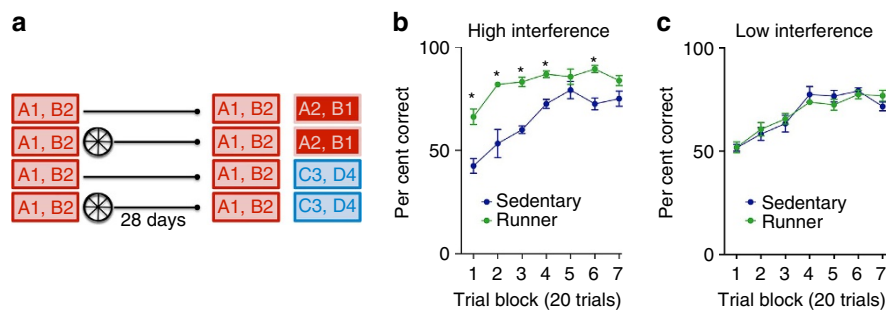 a
A1, B2 A1, B2 A2, B1
A1, B2 A1, B2 A2, B1
A1, B2 A1, B2 C3, D4
A1, B2 A1, B2 C3, D4
28 days
b
High interference
100
50
0
Per cent correct
* * * * *
Sedentary
Runner
1 2 3 4 5 6 7
Trial block (20 trials)
c
Low interference
100
50
0
Per cent correct
Sedentary
Runner
1 2 3 4 5 6 7
Trial block (20 trials)